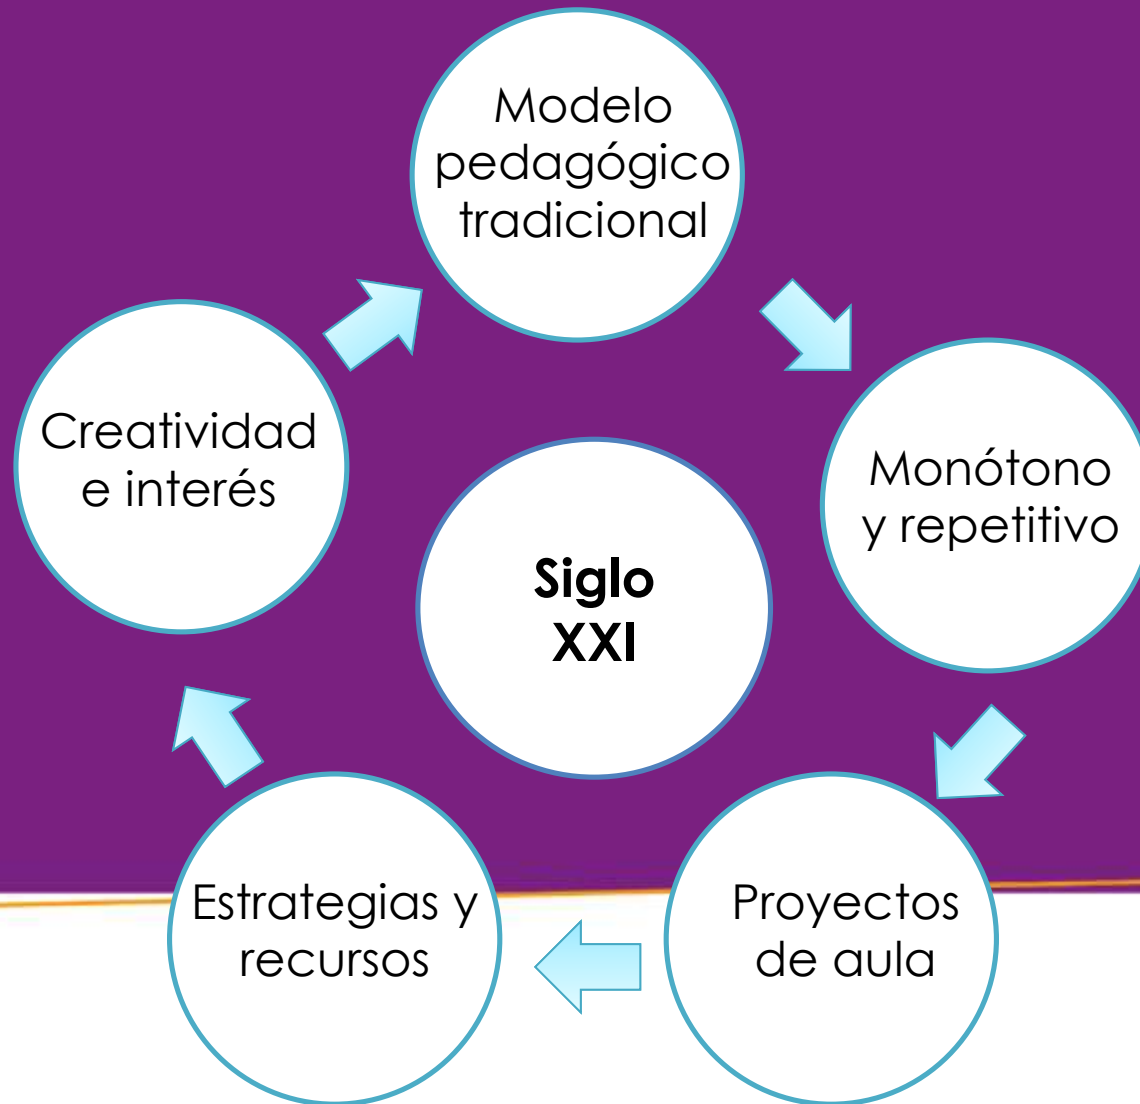 Modelo
pedagógico
tradicional
Monótono
y repetitivo
Proyectos
de aula
Estrategias y
recursos
Creatividad
e interés
Siglo
XXI